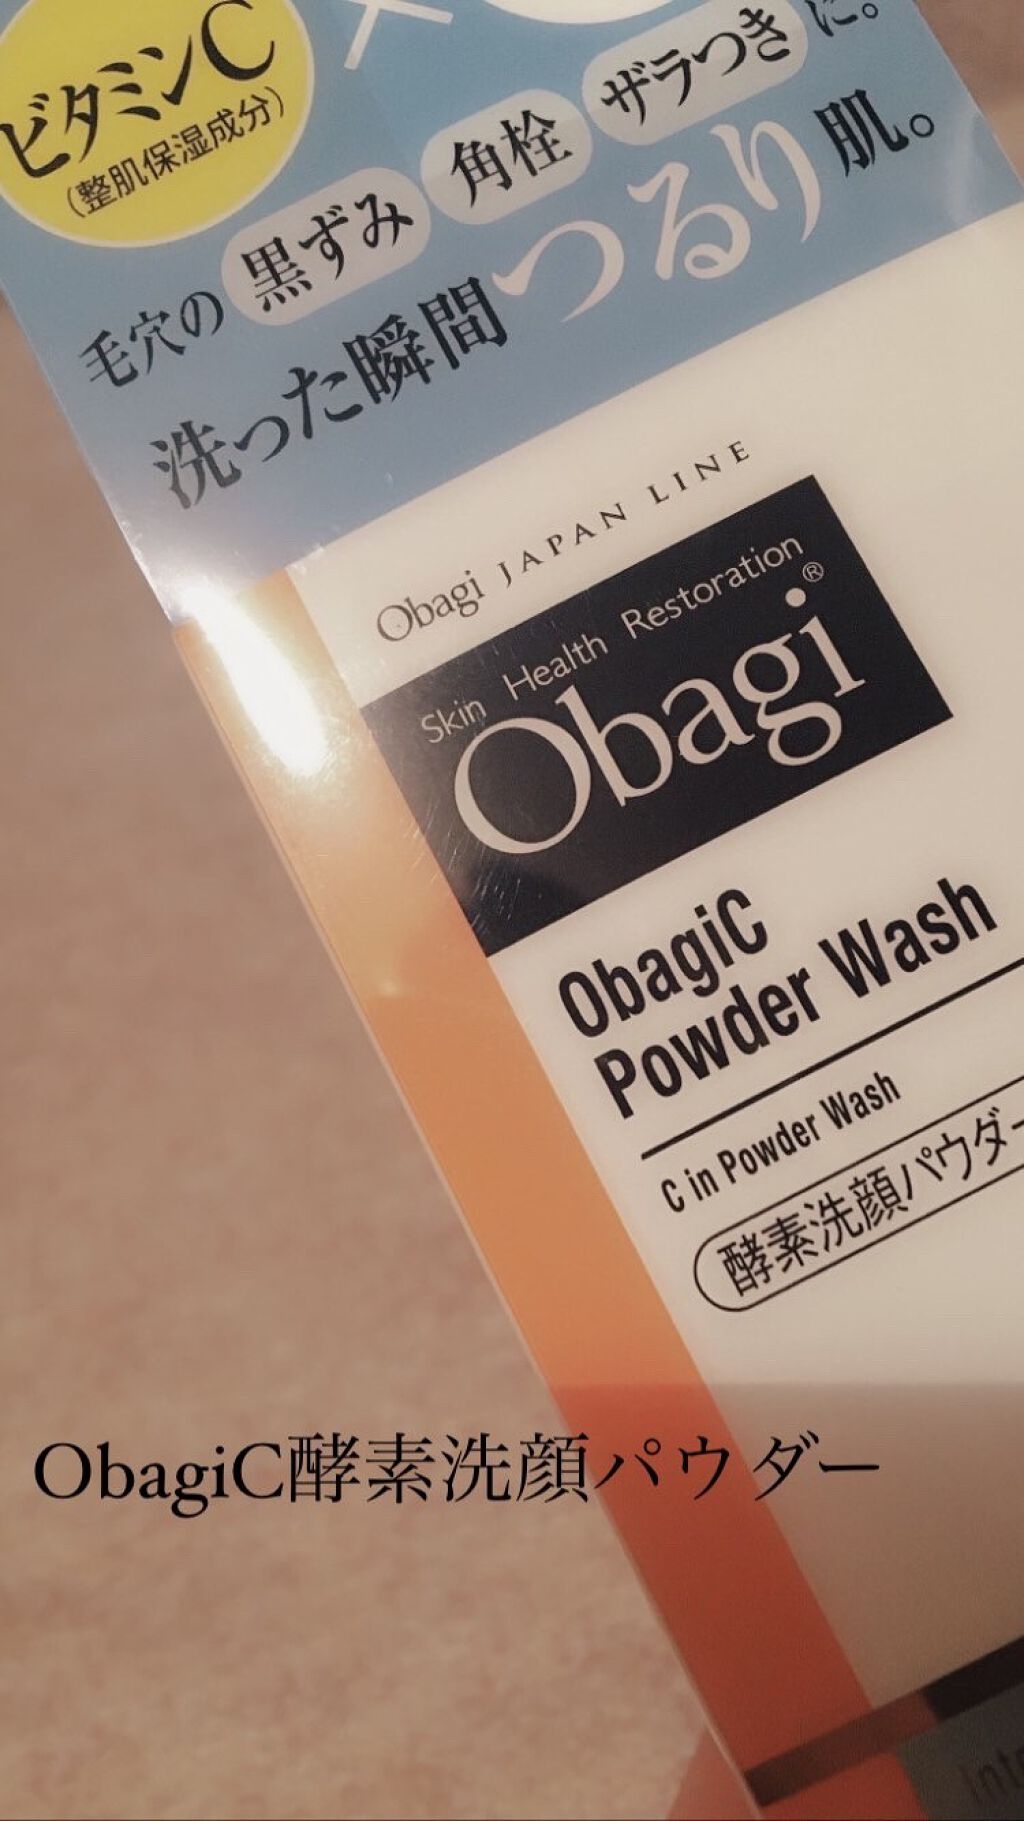 ビタミンC
(整肌保湿成分)
毛穴の 黒ずみ 角栓 ザラつき に。
洗った瞬間つるり肌。
Obagi JAPAN LINE
Skin Health Restoration
Obagi®
ObagiC
Powder Wash
C in Powder Wash
酵素洗顔パウダー
ObagiC酵素洗顔パウダー